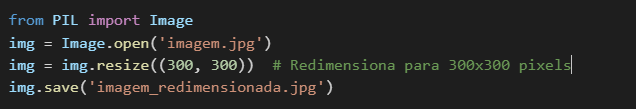 from PIL import Image
img = Image.open('imagem.jpg')
img = img.resize((300, 300))  # Redimensiona para 300x300 pixels
img.save('imagem_redimensionada.jpg')